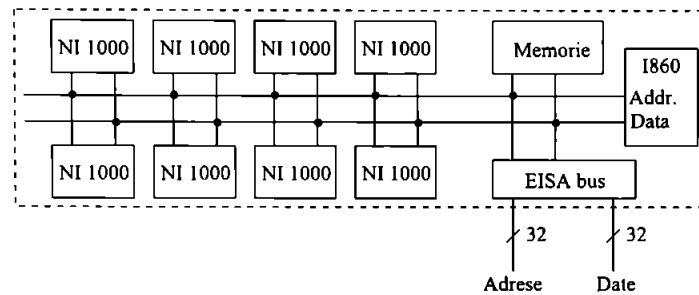 NI 1000 NI 1000 NI 1000 NI 1000 Memorie
I860
Addr.
Data
NI 1000 NI 1000 NI 1000 NI 1000 EISA bus
32 32
Adrese Date